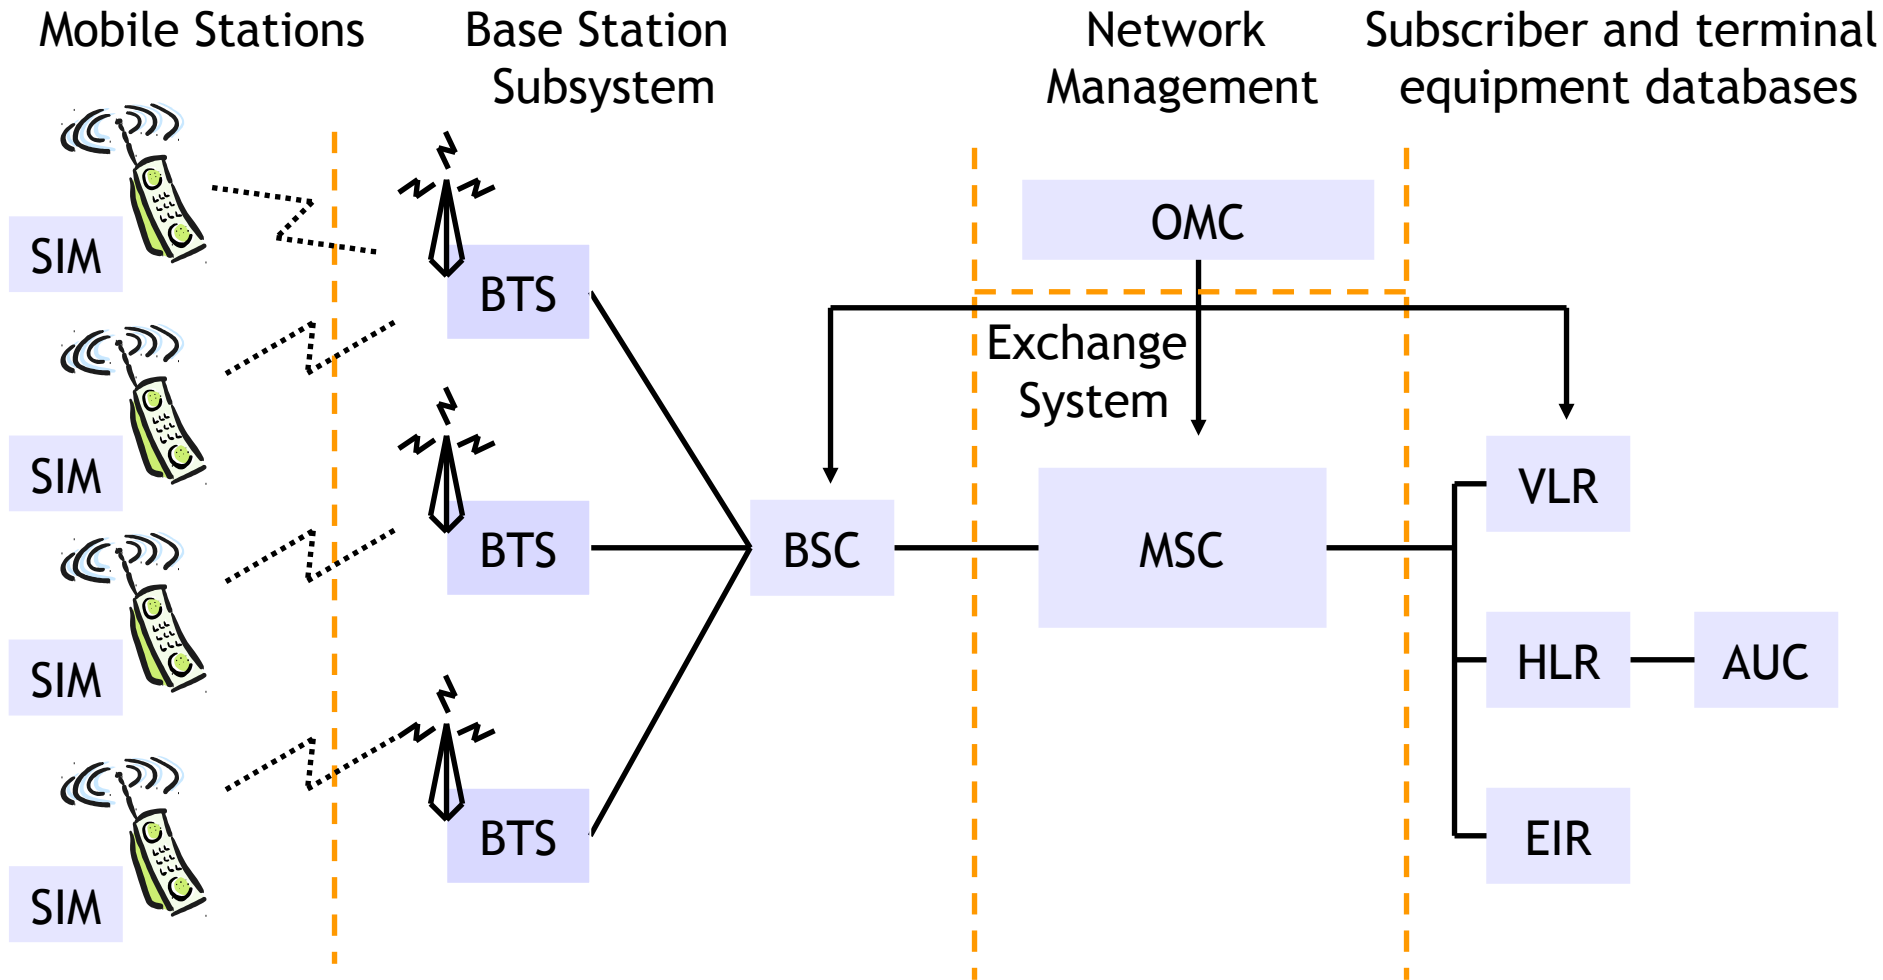 Mobile Stations
Base Station
Subsystem
Network
Management
Subscriber and terminal
equipment databases
SIM
SIM
SIM
SIM
BTS
BTS
BTS
BSC
OMC
Exchange
System
MSC
VLR
HLR
AUC
EIR